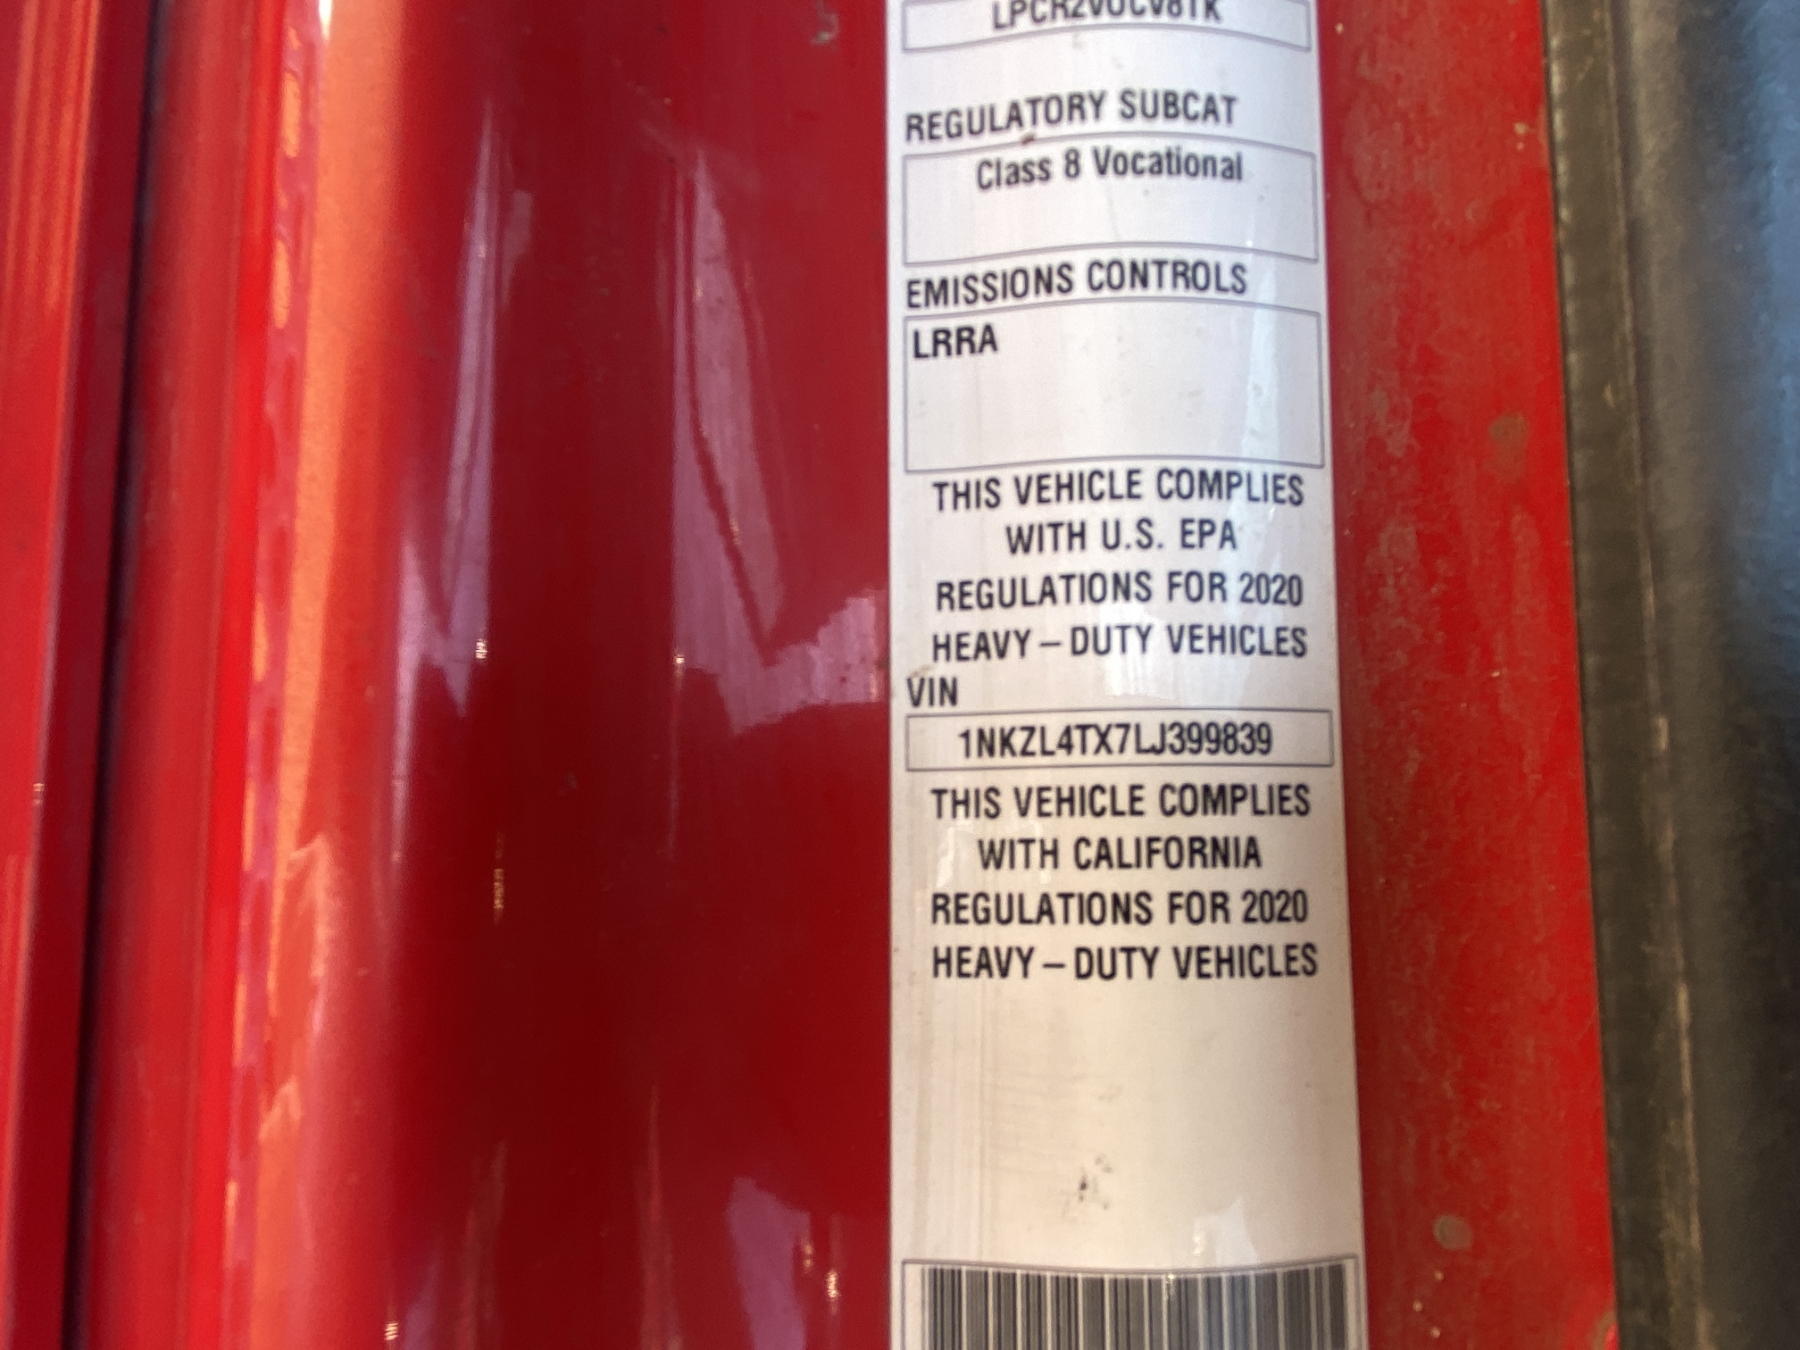 LPCR2VOCV8TK
REGULATORY SUBCAT
Class 8 Vocational
EMISSIONS CONTROLS
LRRA
THIS VEHICLE COMPLIES
WITH U.S. EPA
REGULATIONS FOR 2020
HEAVY – DUTY VEHICLES
VIN
1NKZL4TX7LJ399839
THIS VEHICLE COMPLIES
WITH CALIFORNIA
REGULATIONS FOR 2020
HEAVY – DUTY VEHICLES